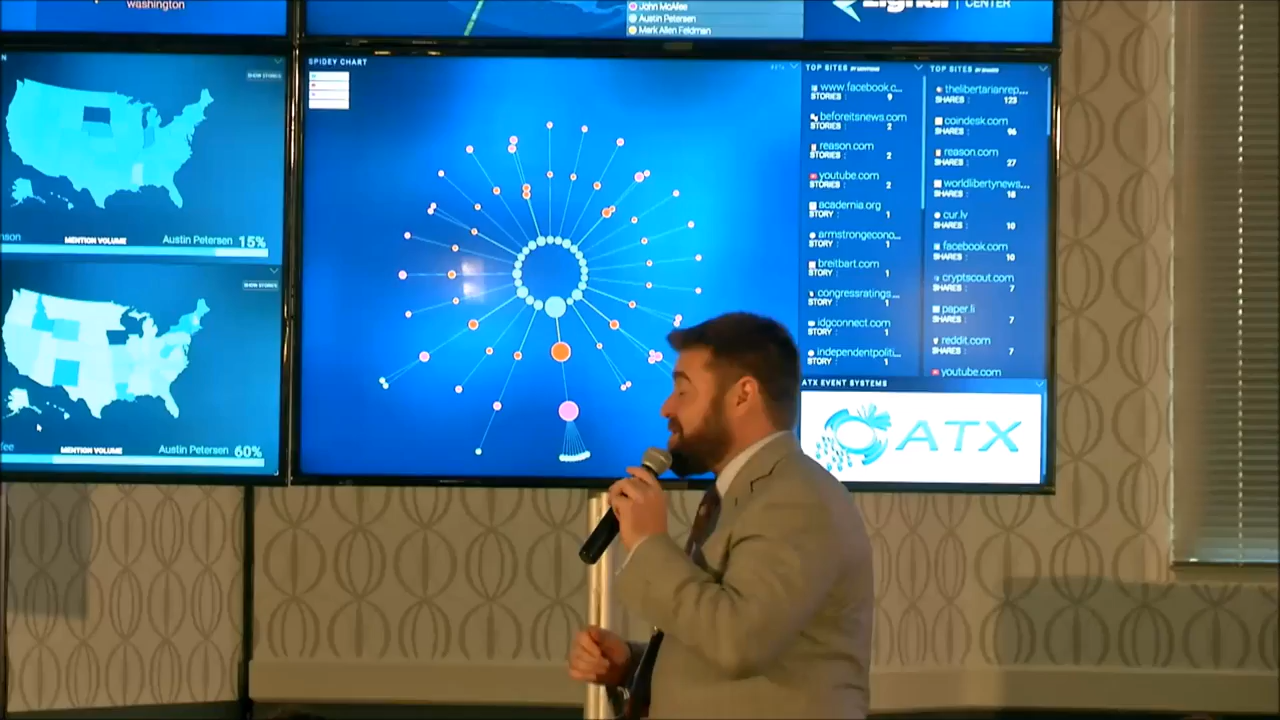 washington
John McAfee
Austin Petersen
Mark Allen Feldman
CENTER
SHOW STORIES
MENTION VOLUME
Austin Petersen 15%
SHOW STORIES
MENTION VOLUME
Austin Petersen 60%
SPIDEY CHART
TOP SITES BY MENTIONS
www.facebook.c...
STORIES : 9
beforeitsnews.com
STORIES : 2
reason.com
STORIES : 2
youtube.com
STORIES : 2
academia.org
STORY : 1
armstrongecono...
STORY : 1
breitbart.com
STORY : 1
congressratings...
STORY : 1
idgconnect.com
STORY : 1
independentpoliti...
STORY : 1
TOP SITES BY SHARES
thelibertarianrep...
SHARES : 123
coindesk.com
SHARES : 96
reason.com
SHARES : 27
worldlibertynews...
SHARES : 18
cur.lv
SHARES : 10
facebook.com
SHARES : 10
cryptscout.com
SHARES : 7
paper.li
SHARES : 7
reddit.com
SHARES : 7
youtube.com
ATX EVENT SYSTEMS
ATX